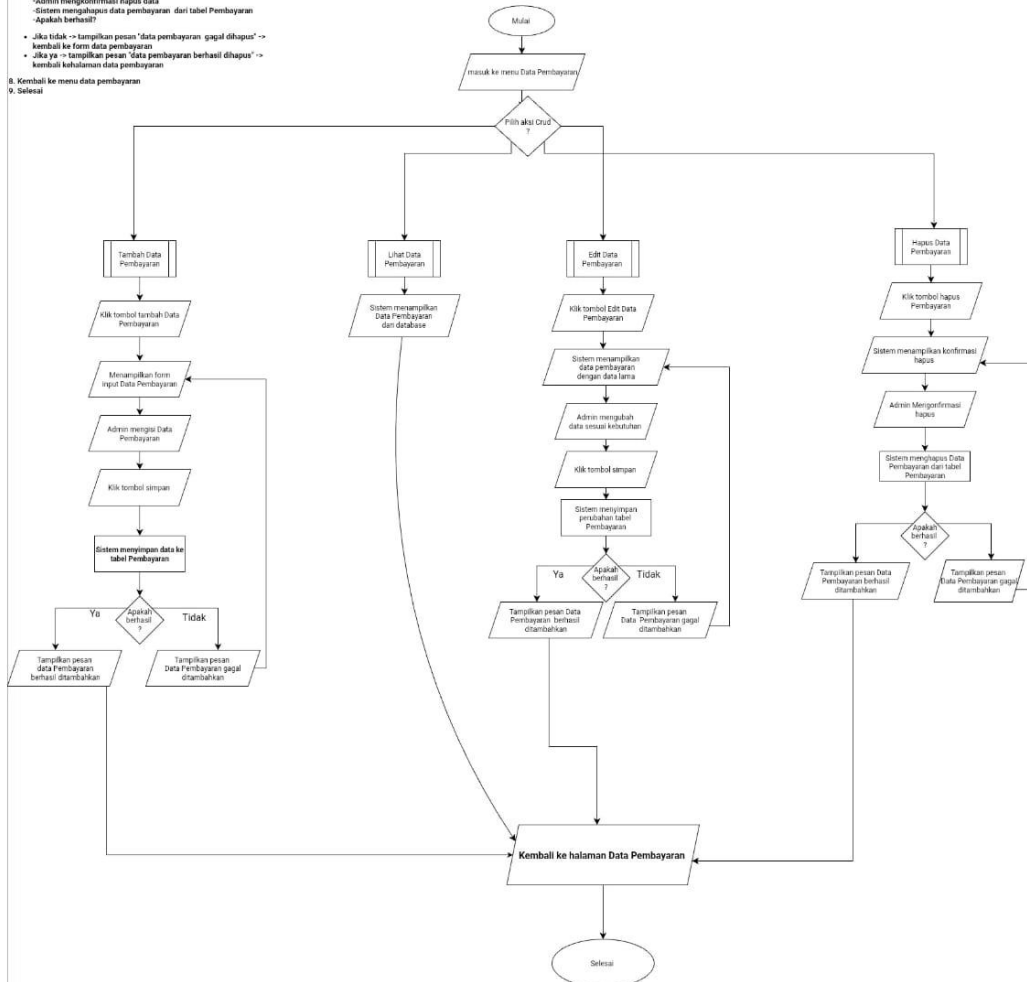 -Admin mengkonfirmasi hapus data
-Sistem mengahapus data pembayaran dari tabel Pembayaran
-Apakah berhasil?
• Jika tidak -> tampilkan pesan "data pembayaran gagal dihapus" ->
kembali ke form data pembayaran
• Jika ya -> tampilkan pesan "data pembayaran berhasil dihapus" ->
kembali kehalaman data pembayaran
8. Kembali ke menu data pembayaran
9. Selesai
Mulai
masuk ke menu Data Pembayaran
Pilih aksi Crud
?
Tambah Data
Pembayaran
Klik tombol tambah Data
Pembayaran
Menampilkan form
input Data Pembayaran
Admin mengisi Data
Pembayaran
Klik tombol simpan
Sistem menyimpan data ke
tabel Pembayaran
Apakah
berhasil
?
Ya
Tidak
Tampilkan pesan
data Pembayaran
berhasil ditambahkan
Tampilkan pesan
Data Pembayaran gagal
ditambahkan
Lihat Data
Pembayaran
Sistem menampilkan
Data Pembayaran
dari database
Edit Data
Pembayaran
Klik tombol Edit Data
Pembayaran
Sistem menampilkan
data pembayaran
dengan data lama
Admin mengubah
data sesuai kebutuhan
Klik tombol simpan
Sistem menyimpan
perubahan tabel
Pembayaran
Apakah
berhasil
?
Ya
Tidak
Tampilkan pesan Data
Pembayaran berhasil
ditambahkan
Tampilkan pesan
Data Pembayaran gagal
ditambahkan
Hapus Data
Pembayaran
Klik tombol hapus
Pembayaran
Sistem menampilkan konfirmasi
hapus
Admin Mengonfirmasi
hapus
Sistem menghapus Data
Pembayaran dari tabel
Pembayaran
Apakah
berhasil
?
Tampilkan pesan Data
Pembayaran berhasil
ditambahkan
Tampilkan pesan
Data Pembayaran gagal
ditambahkan
Kembali ke halaman Data Pembayaran
Selesai